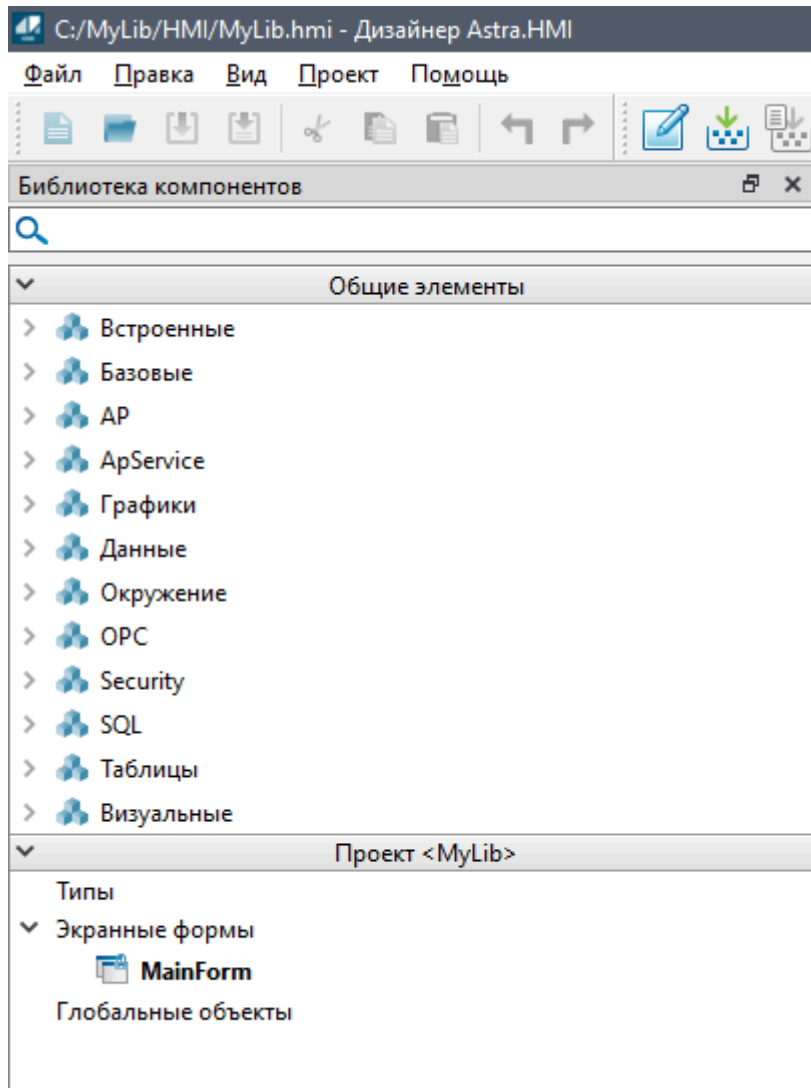 C:/MyLib/HMI/MyLib.hmi - Дизайнер Astra.HMI
Файл Правка Вид Проект Помощь
Библиотека компонентов
Общие элементы
Встроенные
Базовые
AP
ApService
Графики
Данные
Окружение
OPC
Security
SQL
Таблицы
Визуальные
Проект <MyLib>
Типы
Экранные формы
MainForm
Глобальные объекты